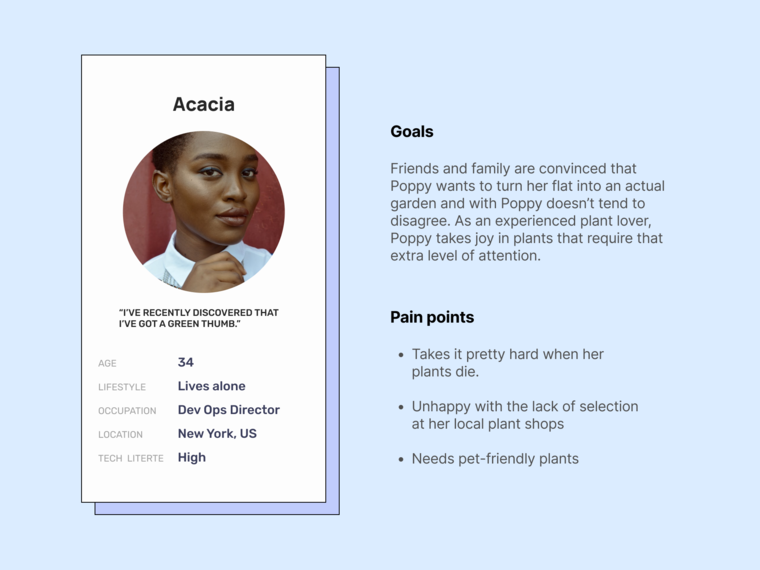 Acacia
"I'VE RECENTLY DISCOVERED THAT
I'VE GOT A GREEN THUMB."
AGE 34
LIFESTYLE Lives alone
OCCUPATION Dev Ops Director
LOCATION New York, US
TECH LITERTE High
Goals
Friends and family are convinced that
Poppy wants to turn her flat into an actual
garden and with Poppy doesn't tend to
disagree. As an experienced plant lover,
Poppy takes joy in plants that require that
extra level of attention.
Pain points
• Takes it pretty hard when her
plants die.
• Unhappy with the lack of selection
at her local plant shops
• Needs pet-friendly plants